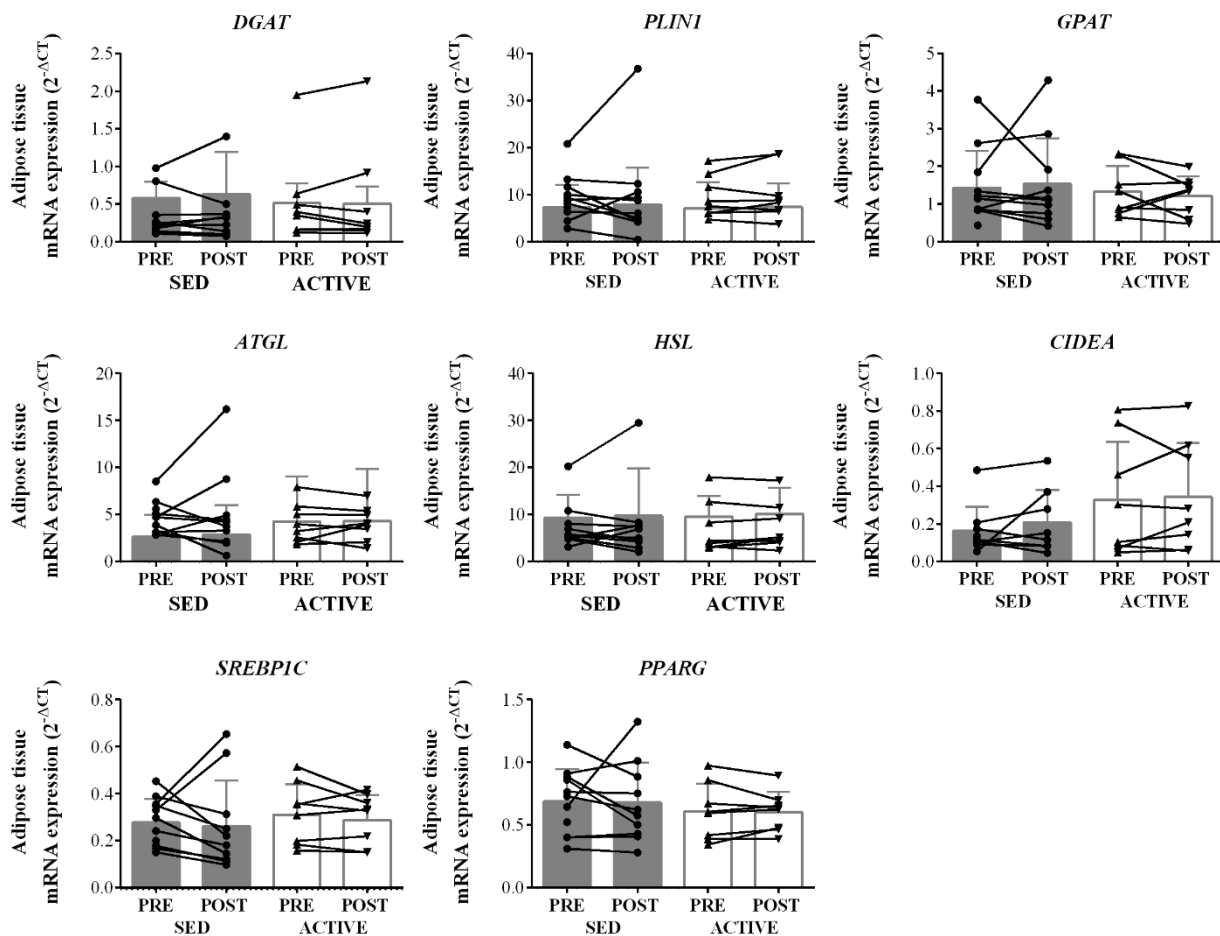 DGAT
Adipose tissue
mRNA expression (2-ΔCT)
2.5
2.0
1.5
1.0
0.5
0.0
PRE POST PRE POST
SED ACTIVE
PLIN1
Adipose tissue
mRNA expression (2-ΔCT)
40
30
20
10
0
PRE POST PRE POST
SED ACTIVE
GPAT
Adipose tissue
mRNA expression (2-ΔCT)
5
4
3
2
1
0
PRE POST PRE POST
SED ACTIVE
ATGL
Adipose tissue
mRNA expression (2-ΔCT)
20
15
10
5
0
PRE POST PRE POST
SED ACTIVE
HSL
Adipose tissue
mRNA expression (2-ΔCT)
40
30
20
10
0
PRE POST PRE POST
SED ACTIVE
CIDEA
Adipose tissue
mRNA expression (2-ΔCT)
1.0
0.8
0.6
0.4
0.2
0.0
PRE POST PRE POST
SED ACTIVE
SREBP1C
Adipose tissue
mRNA expression (2-ΔCT)
0.8
0.6
0.4
0.2
0.0
PRE POST PRE POST
SED ACTIVE
PPARG
Adipose tissue
mRNA expression (2-ΔCT)
1.5
1.0
0.5
0.0
PRE POST PRE POST
SED ACTIVE